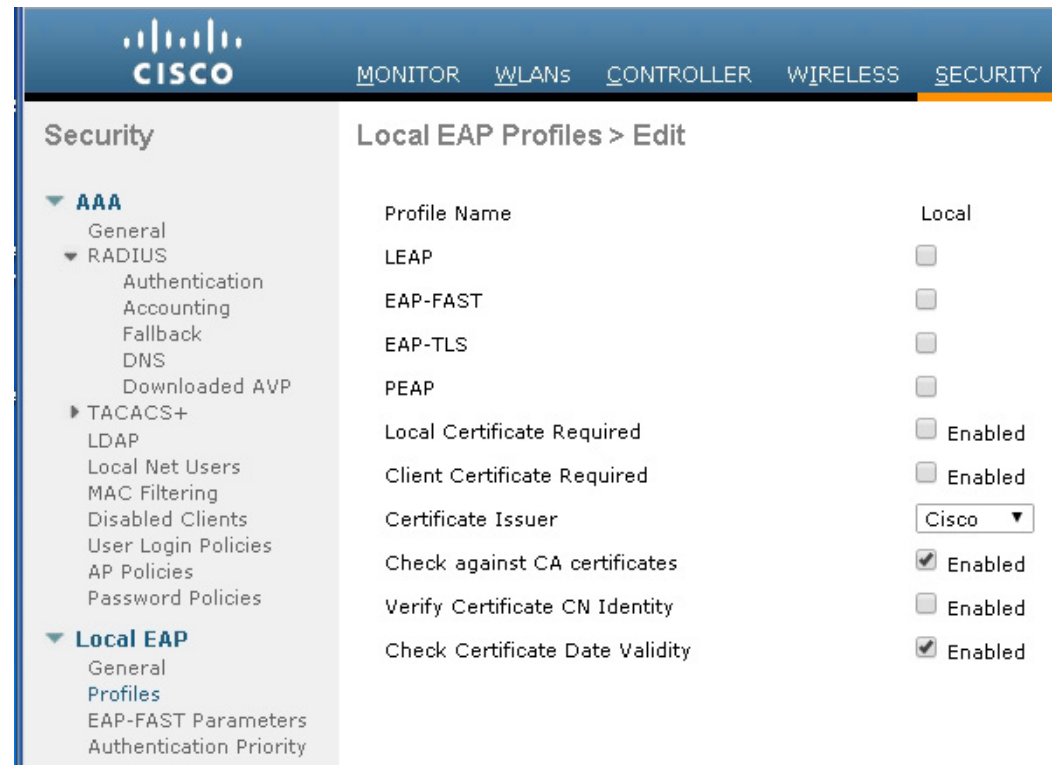 CISCO
MONITOR WLANs CONTROLLER WIRELESS SECURITY
Security
AAA
General
RADIUS
Authentication
Accounting
Fallback
DNS
Downloaded AVP
TACACS+
LDAP
Local Net Users
MAC Filtering
Disabled Clients
User Login Policies
AP Policies
Password Policies
Local EAP
General
Profiles
EAP-FAST Parameters
Authentication Priority
Local EAP Profiles > Edit
Profile Name Local
LEAP
EAP-FAST
EAP-TLS
PEAP
Local Certificate Required Enabled
Client Certificate Required Enabled
Certificate Issuer Cisco
Check against CA certificates Enabled
Verify Certificate CN Identity Enabled
Check Certificate Date Validity Enabled